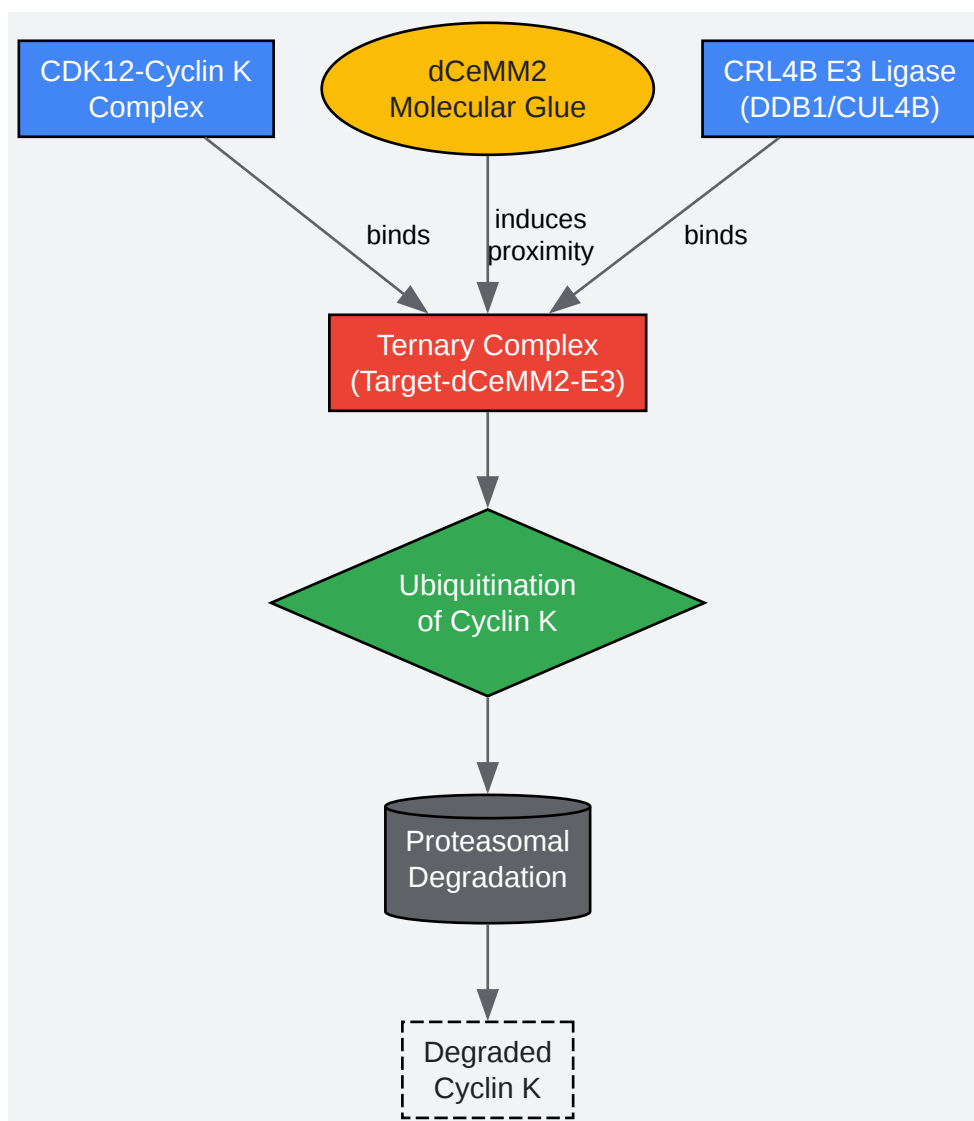 CDK12-Cyclin K
Complex
dCeMM2
Molecular Glue
CRL4B E3 Ligase
(DDB1/CUL4B)
binds
induces
proximity
binds
Ternary Complex
(Target-dCeMM2-E3)
Ubiquitination
of Cyclin K
Proteasomal
Degradation
Degraded
Cyclin K